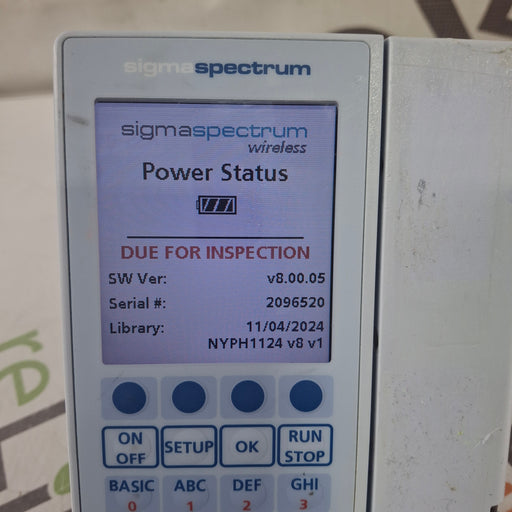 sigmaspectrum
sigmaspectrum
wireless
Power Status
DUE FOR INSPECTION
SW Ver: v8.00.05
Serial #: 2096520
Library: 11/04/2024
NYPH1124 v8 v1
ON OFF SETUP OK RUN STOP
BASIC ABC DEF GHI
0 1 2 3